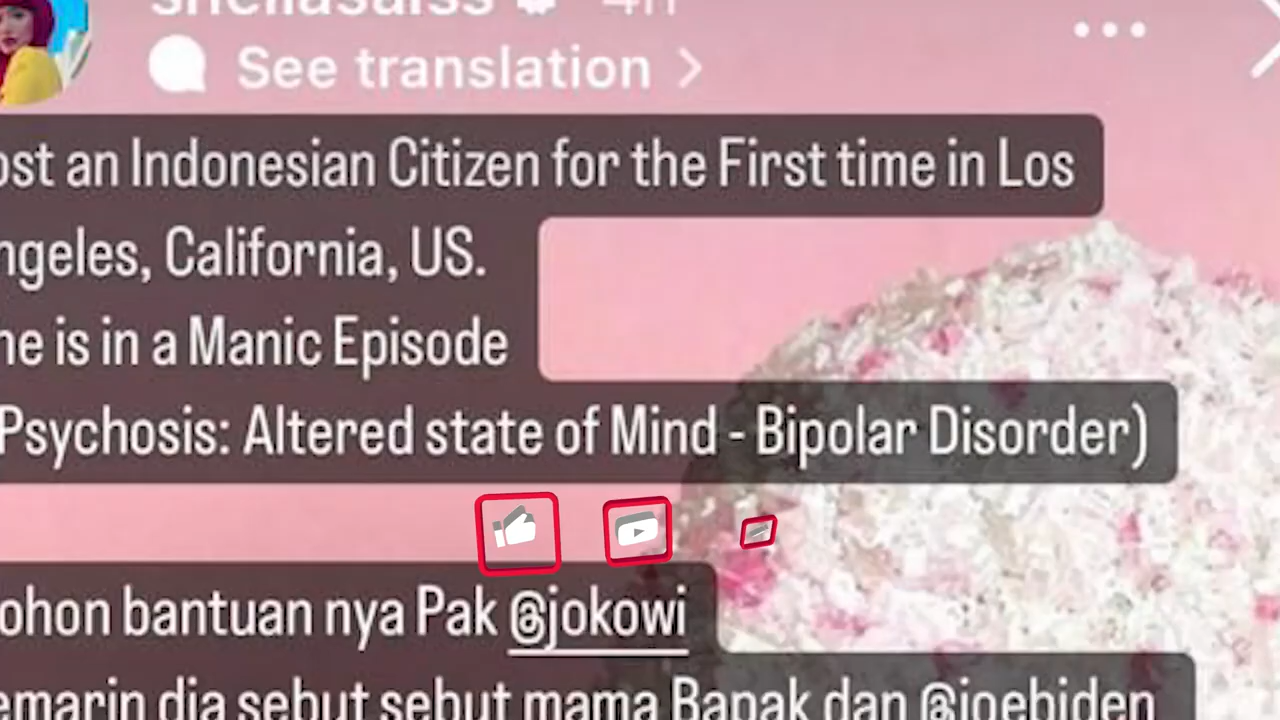 See translation
ost an Indonesian Citizen for the First time in Los
ngeles, California, US.
he is in a Manic Episode
Psychosis: Altered state of Mind - Bipolar Disorder)
ohon bantuan nya Pak @jokowi
emarin dia sebut sebut mama Bapak dan @joebiden